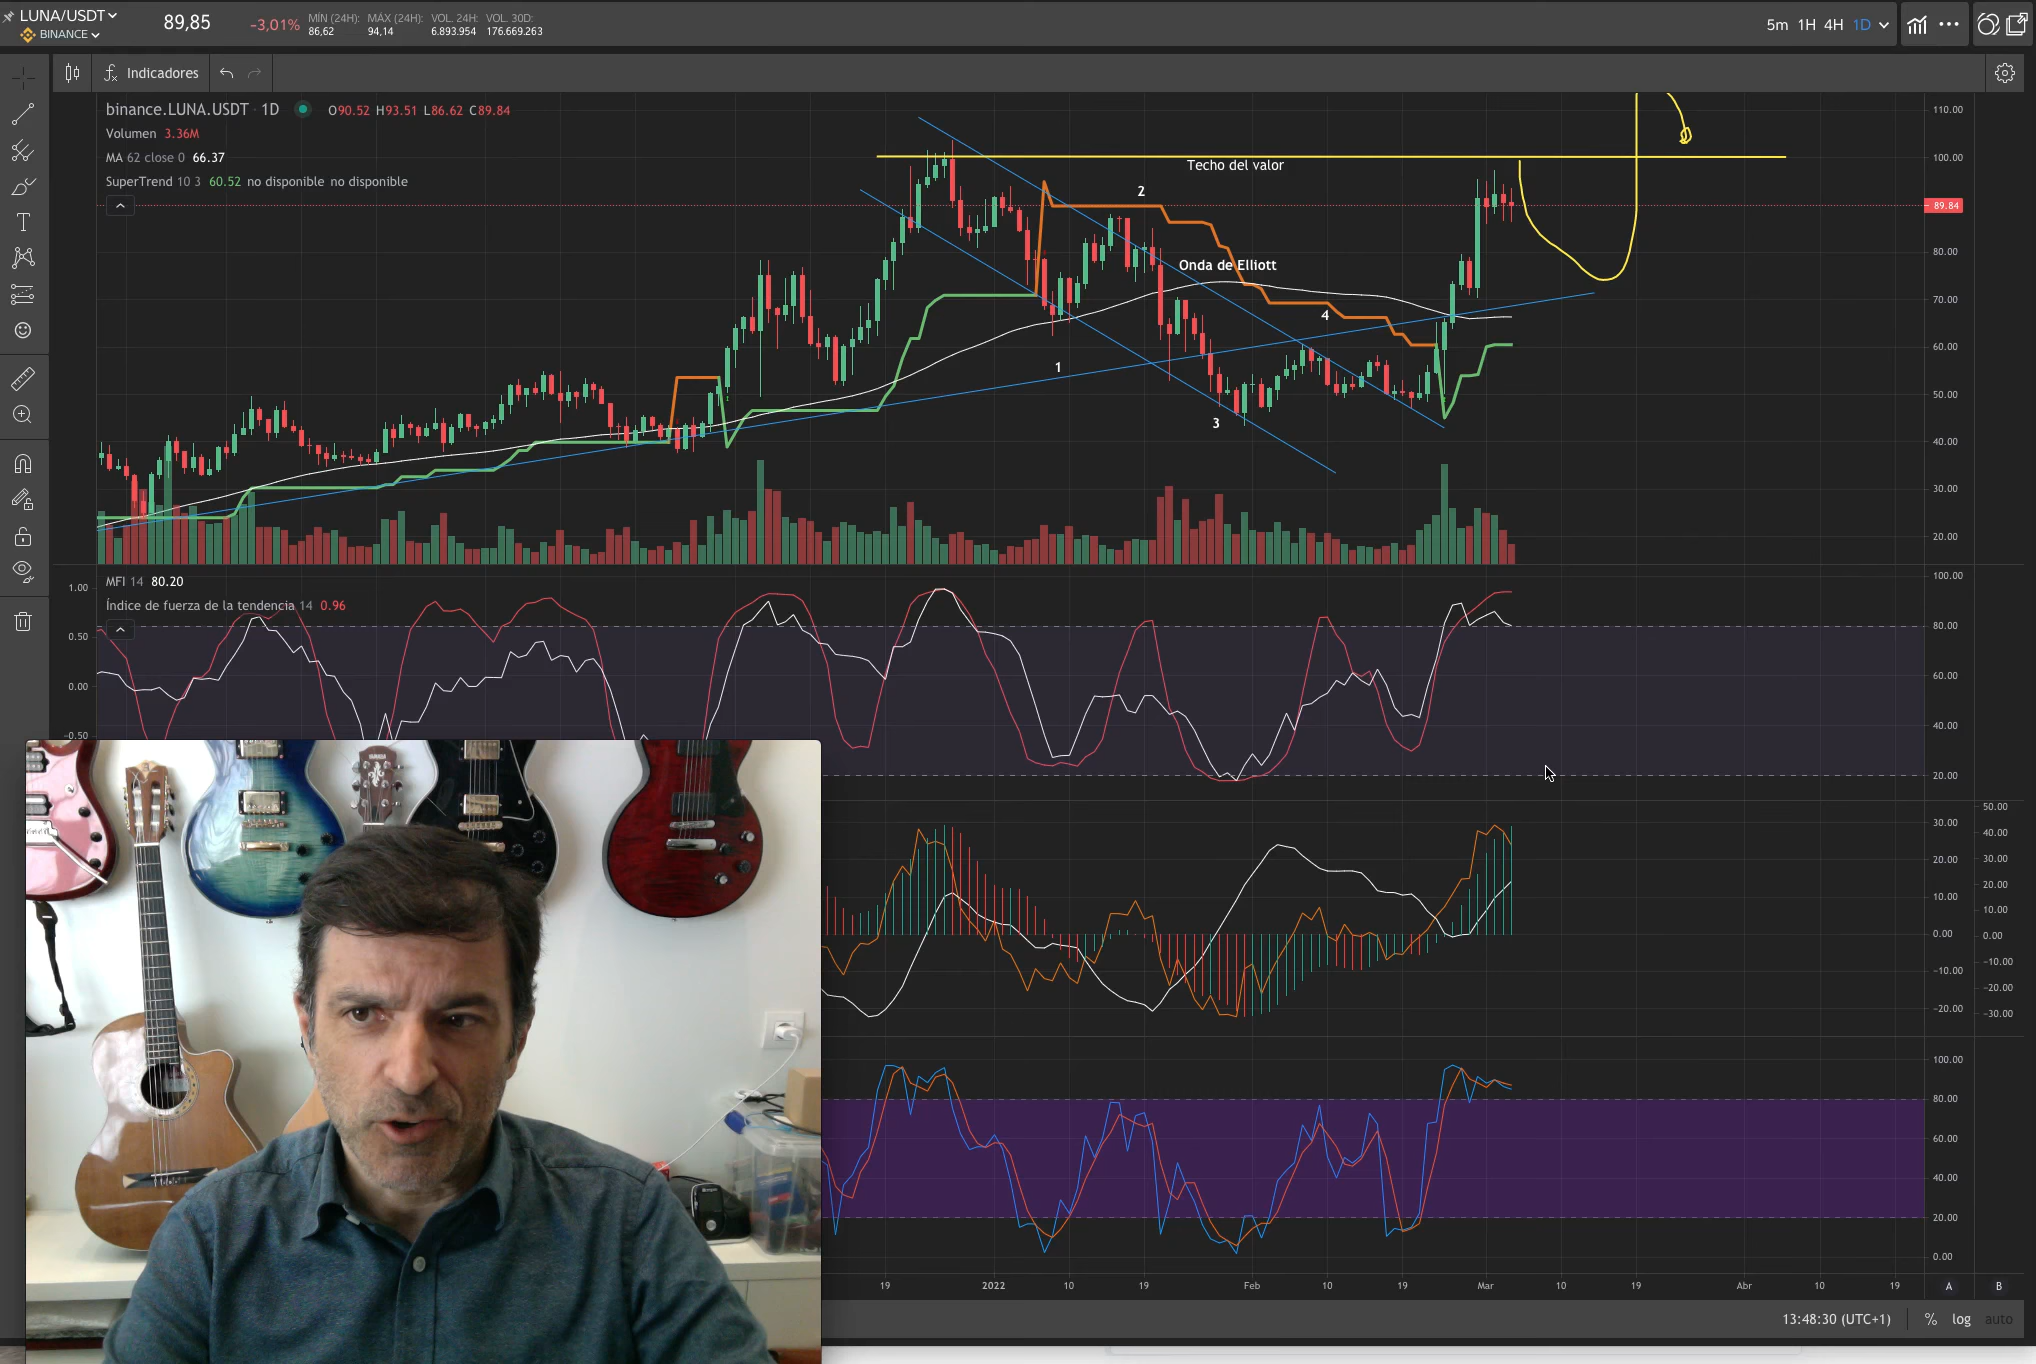 LUNA/USDT
89,85
-3,01%
MÍN (24H): MÁX (24H): VOL. 24H: VOL. 30D:
86,62 94,14 6.893.954 176.669.263
BINANCE
5m 1H 4H 1D
Indicadores
binance.LUNA.USDT · 1D O90.52 H93.51 L86.62 C89.84
Volumen 3.36M
MA 62 close 0 66.37
SuperTrend 10 3 60.52 no disponible no disponible
Techo del valor
2
Onda de Elliott
4
1
3
110.00
100.00
89.84
80.00
70.00
60.00
50.00
40.00
30.00
20.00
MFI 14 80.20
Índice de fuerza de la tendencia 14 0.96
1.00
0.50
0.00
-0.50
100.00
80.00
60.00
40.00
20.00
30.00
20.00
10.00
0.00
-10.00
-20.00
50.00
40.00
30.00
20.00
10.00
0.00
-10.00
-20.00
-30.00
100.00
80.00
60.00
40.00
20.00
0.00
19 2022 10 19 Feb 10 19 Mar 10 19 Abr 10 19 A B
13:48:30 (UTC+1) % log auto